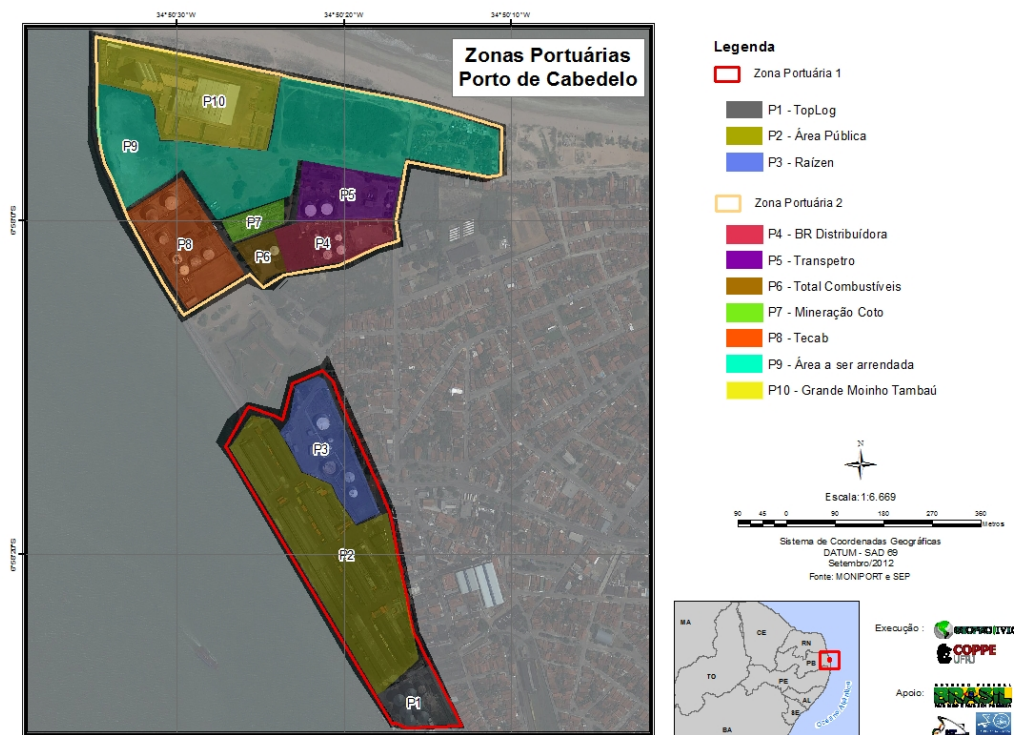 34°50'30"W
34°50'20"W
34°50'10"W
Zonas Portuárias
Porto de Cabedelo
P10
P9
P5
P7
P8
P6
P4
P3
P2
P1
Legenda
Zona Portuária 1
P1 - TopLog
P2 - Área Pública
P3 - Raízen
Zona Portuária 2
P4 - BR Distribuídora
P5 - Transpetro
P6 - Total Combustíveis
P7 - Mineração Coto
P8 - Tecab
P9 - Área a ser arrendada
P10 - Grande Moinho Tambaú
N
Escala: 1:6.669
90 45 0 90 180 270 360
Metros
Sistema de Coordenadas Geográficas
DATUM - SAD 69
Setembro/2012
Fonte: MONIPORT e SEP
MA
CE
RN
PB
TO
PE
AL
SE
BA
Oceano Atlântico
Execução :
COPPE
UFRJ
Apoio:
BRASIL